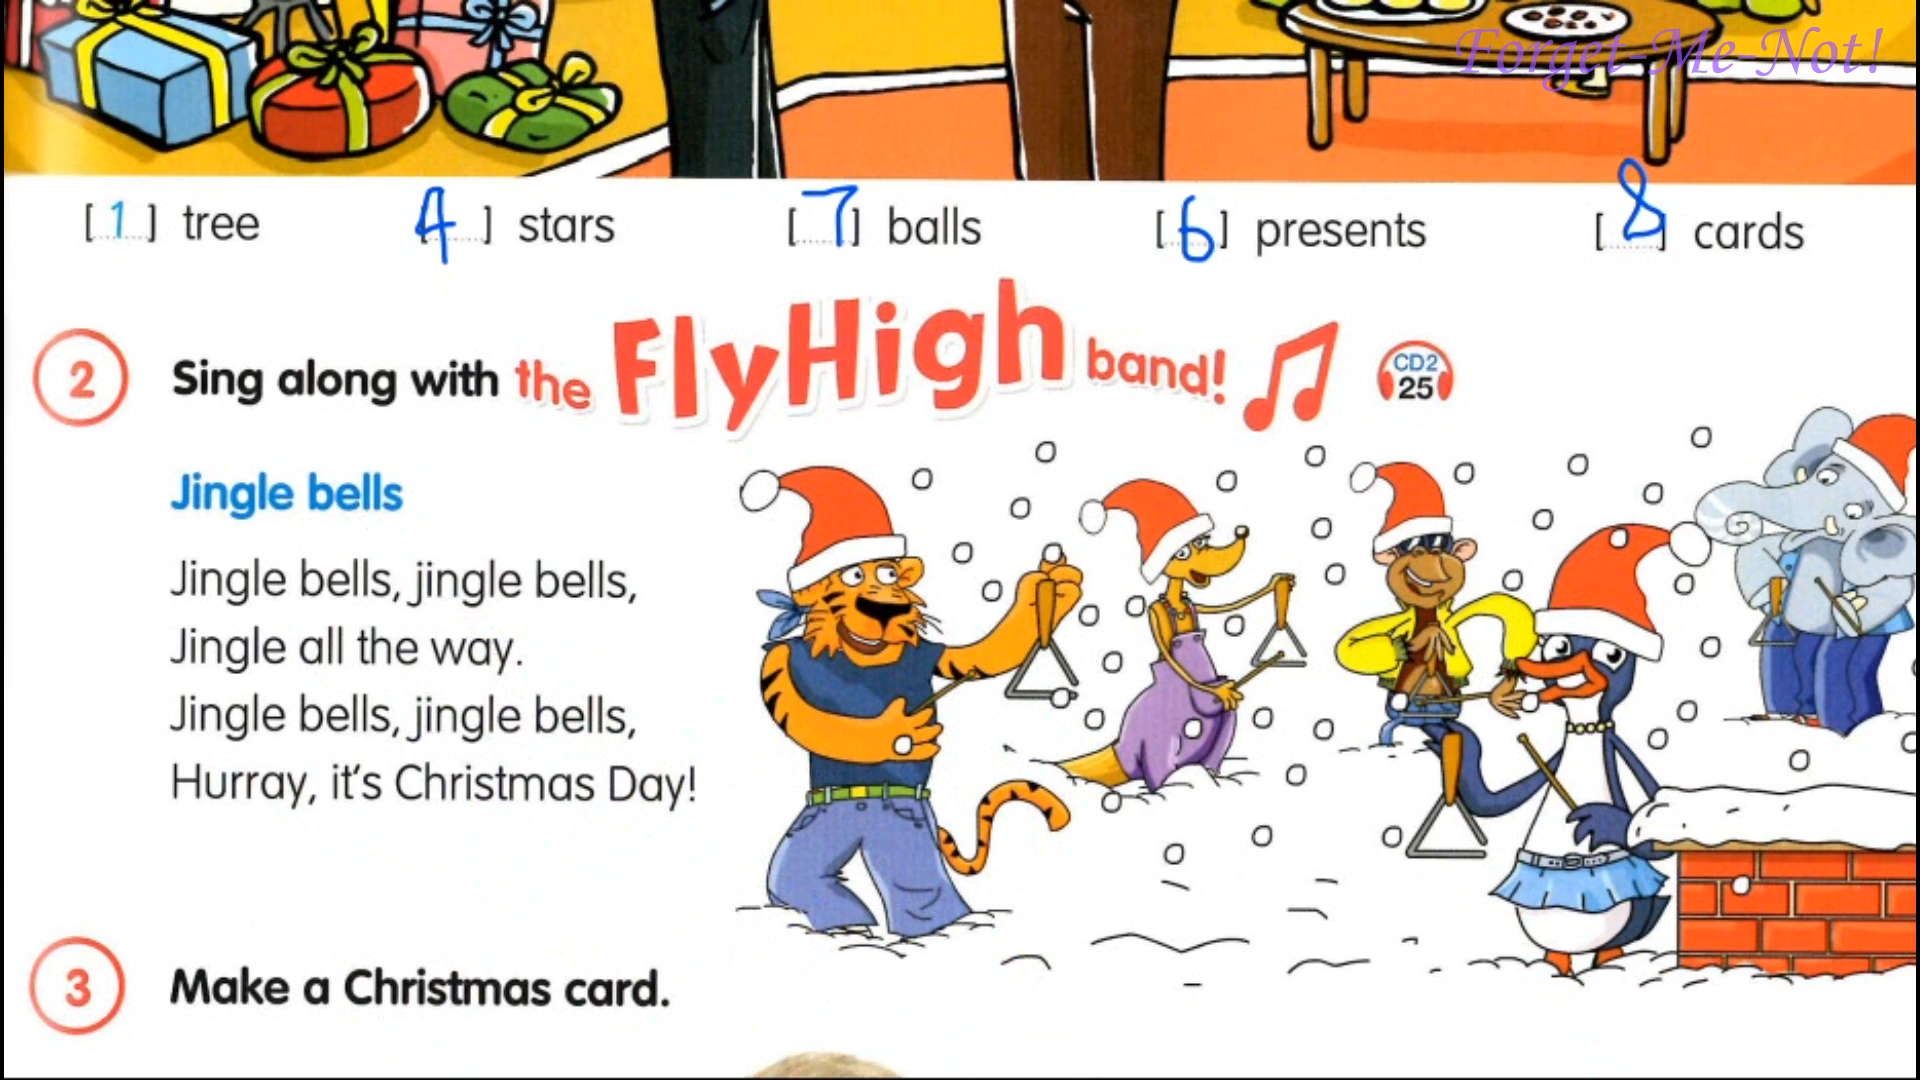 Forget-Me-Not!
[ 1 ] tree [ 4 ] stars [ 7 ] balls [ 6 ] presents [ 8 ] cards
2 Sing along with the FlyHigh band! CD2 25
Jingle bells
Jingle bells, jingle bells,
Jingle all the way.
Jingle bells, jingle bells,
Hurray, it's Christmas Day!
3 Make a Christmas card.